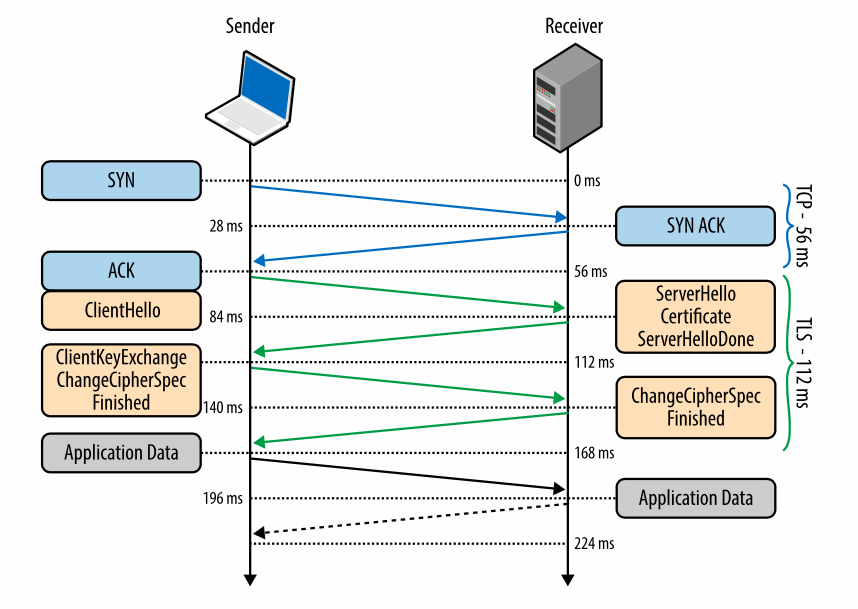 Sender
Receiver
SYN
0 ms
28 ms
SYN ACK
TCP - 56 ms
ACK
56 ms
ClientHello
84 ms
ServerHello
Certificate
ServerHelloDone
ClientKeyExchange
ChangeCipherSpec
Finished
112 ms
TLS - 112 ms
140 ms
ChangeCipherSpec
Finished
Application Data
168 ms
196 ms
Application Data
224 ms